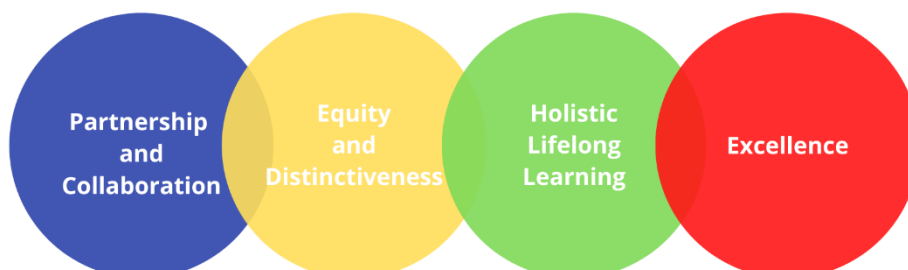 Partnership
and
Collaboration
Equity
and
Distinctiveness
Holistic
Lifelong
Learning
Excellence